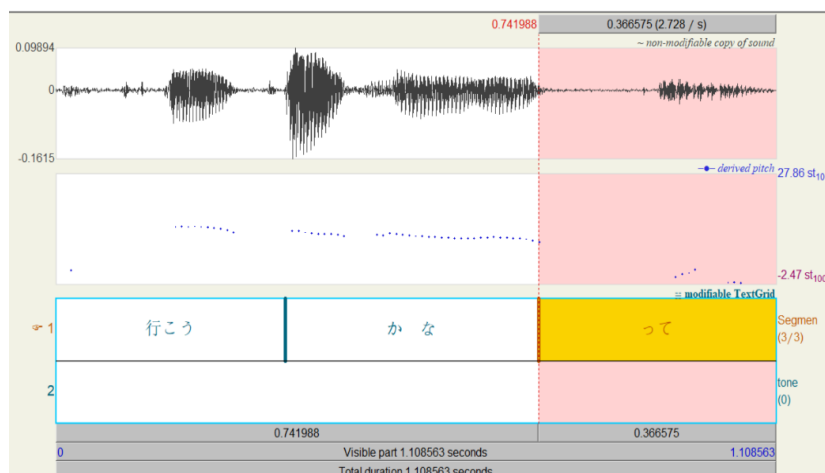 0.741988 0.366575 (2.728 / s)
~ non-modifiable copy of sound
0.09894
0
-0.1615
derived pitch
27.86 st
-2.47 st
≡ modifiable TextGrid
1 行こう か な って Segmen
(3/3)
2 tone
(0)
0.741988 0.366575
0 Visible part 1.108563 seconds 1.108563
Total duration 1.108563 seconds